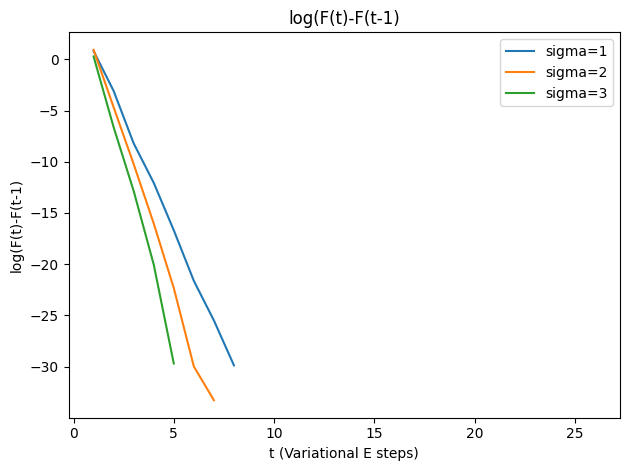 log(F(t)-F(t-1)
sigma=1
sigma=2
sigma=3
0
−5
−10
−15
−20
−25
−30
log(F(t)-F(t-1)
0
5
10
15
20
25
t (Variational E steps)